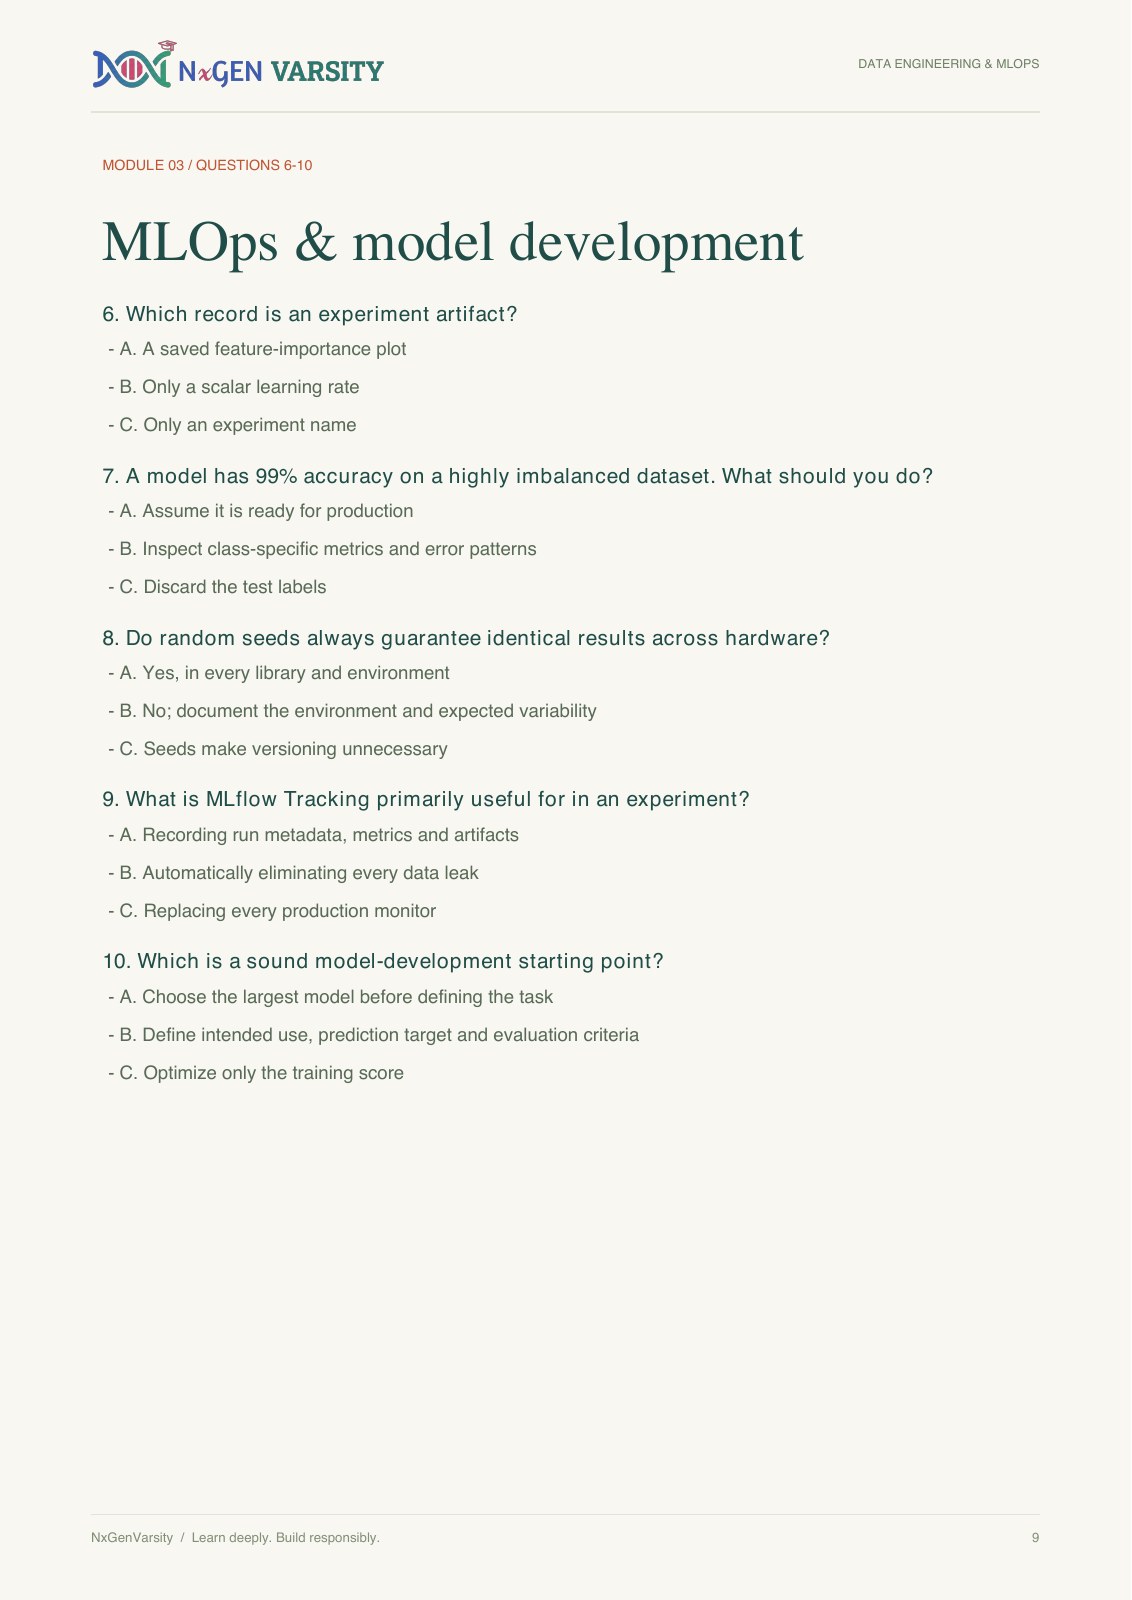 NxGEN VARSITY
DATA ENGINEERING & MLOPS
MODULE 03 / QUESTIONS 6-10
MLOps & model development
6. Which record is an experiment artifact?
- A. A saved feature-importance plot
- B. Only a scalar learning rate
- C. Only an experiment name
7. A model has 99% accuracy on a highly imbalanced dataset. What should you do?
- A. Assume it is ready for production
- B. Inspect class-specific metrics and error patterns
- C. Discard the test labels
8. Do random seeds always guarantee identical results across hardware?
- A. Yes, in every library and environment
- B. No; document the environment and expected variability
- C. Seeds make versioning unnecessary
9. What is MLflow Tracking primarily useful for in an experiment?
- A. Recording run metadata, metrics and artifacts
- B. Automatically eliminating every data leak
- C. Replacing every production monitor
10. Which is a sound model-development starting point?
- A. Choose the largest model before defining the task
- B. Define intended use, prediction target and evaluation criteria
- C. Optimize only the training score
NxGenVarsity / Learn deeply. Build responsibly.
9